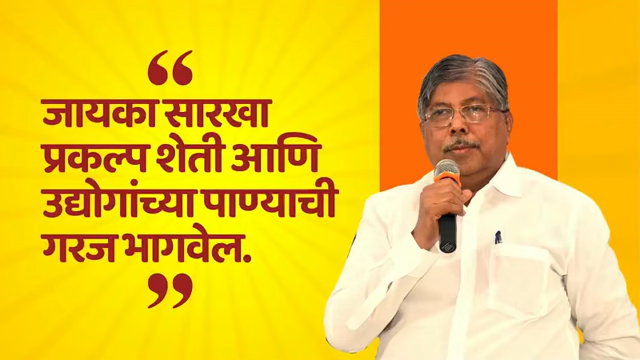 “
जायका सारखा
प्रकल्प शेती आणि
उद्योगांच्या पाण्याची
गरज भागवेल.
”